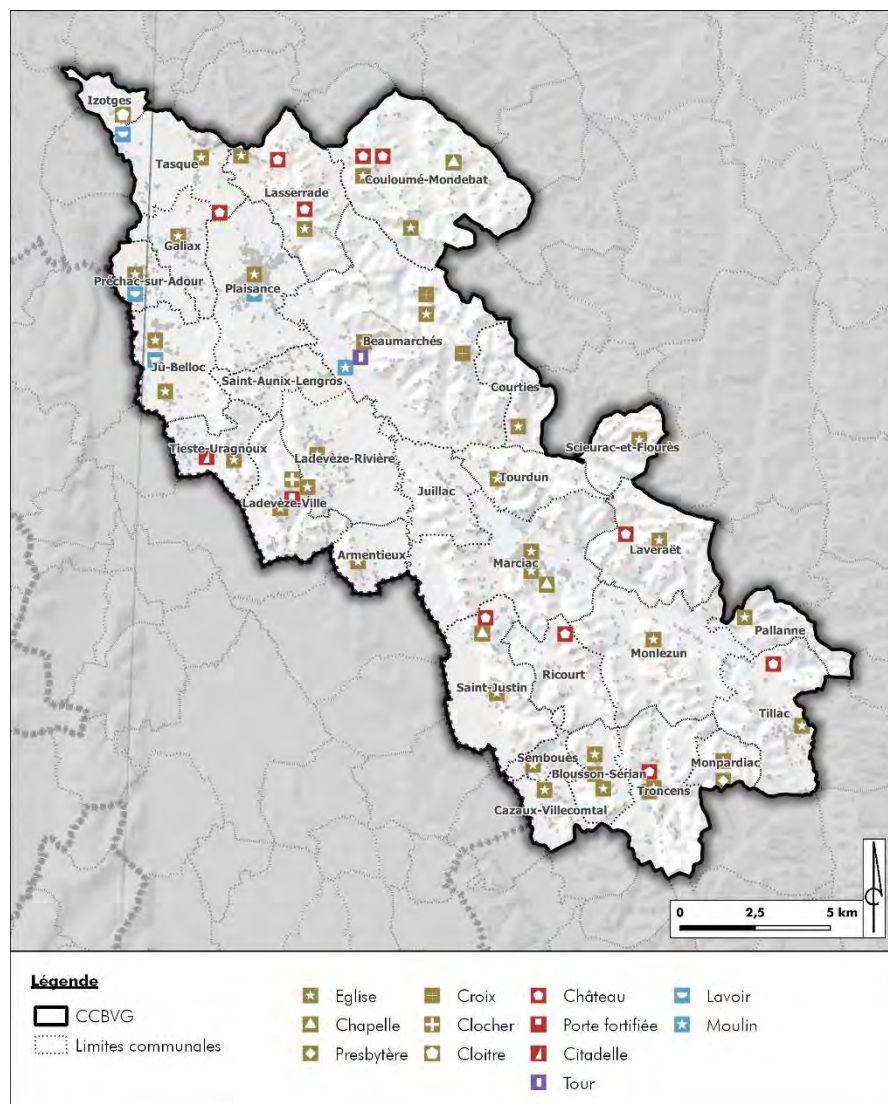 Izotges
Tasque
Couloumé-Mondebat
Lasserrade
Galiax
Préchac-sur-Adour
Plaisance
Beaumarchés
Jù-Belloc
Saint-Aunix-Lengros
Courties
Tieste-Uragnoux
Ladevèze-Rivière
Scieurac-et-Flourès
Tourdun
Juillac
Ladevèze-Ville
Armentieux
Marciac
Laveraët
Pallanne
Monlezun
Ricourt
Saint-Justin
Tillac
Sembouès
Monpardiac
Blousson-Sérian
Troncens
Cazaux-Villecomtal
0 2,5 5 km
Légende
CCBVG
Limites communales
Eglise
Chapelle
Presbytère
Croix
Clocher
Cloitre
Château
Porte fortifiée
Citadelle
Tour
Lavoir
Moulin